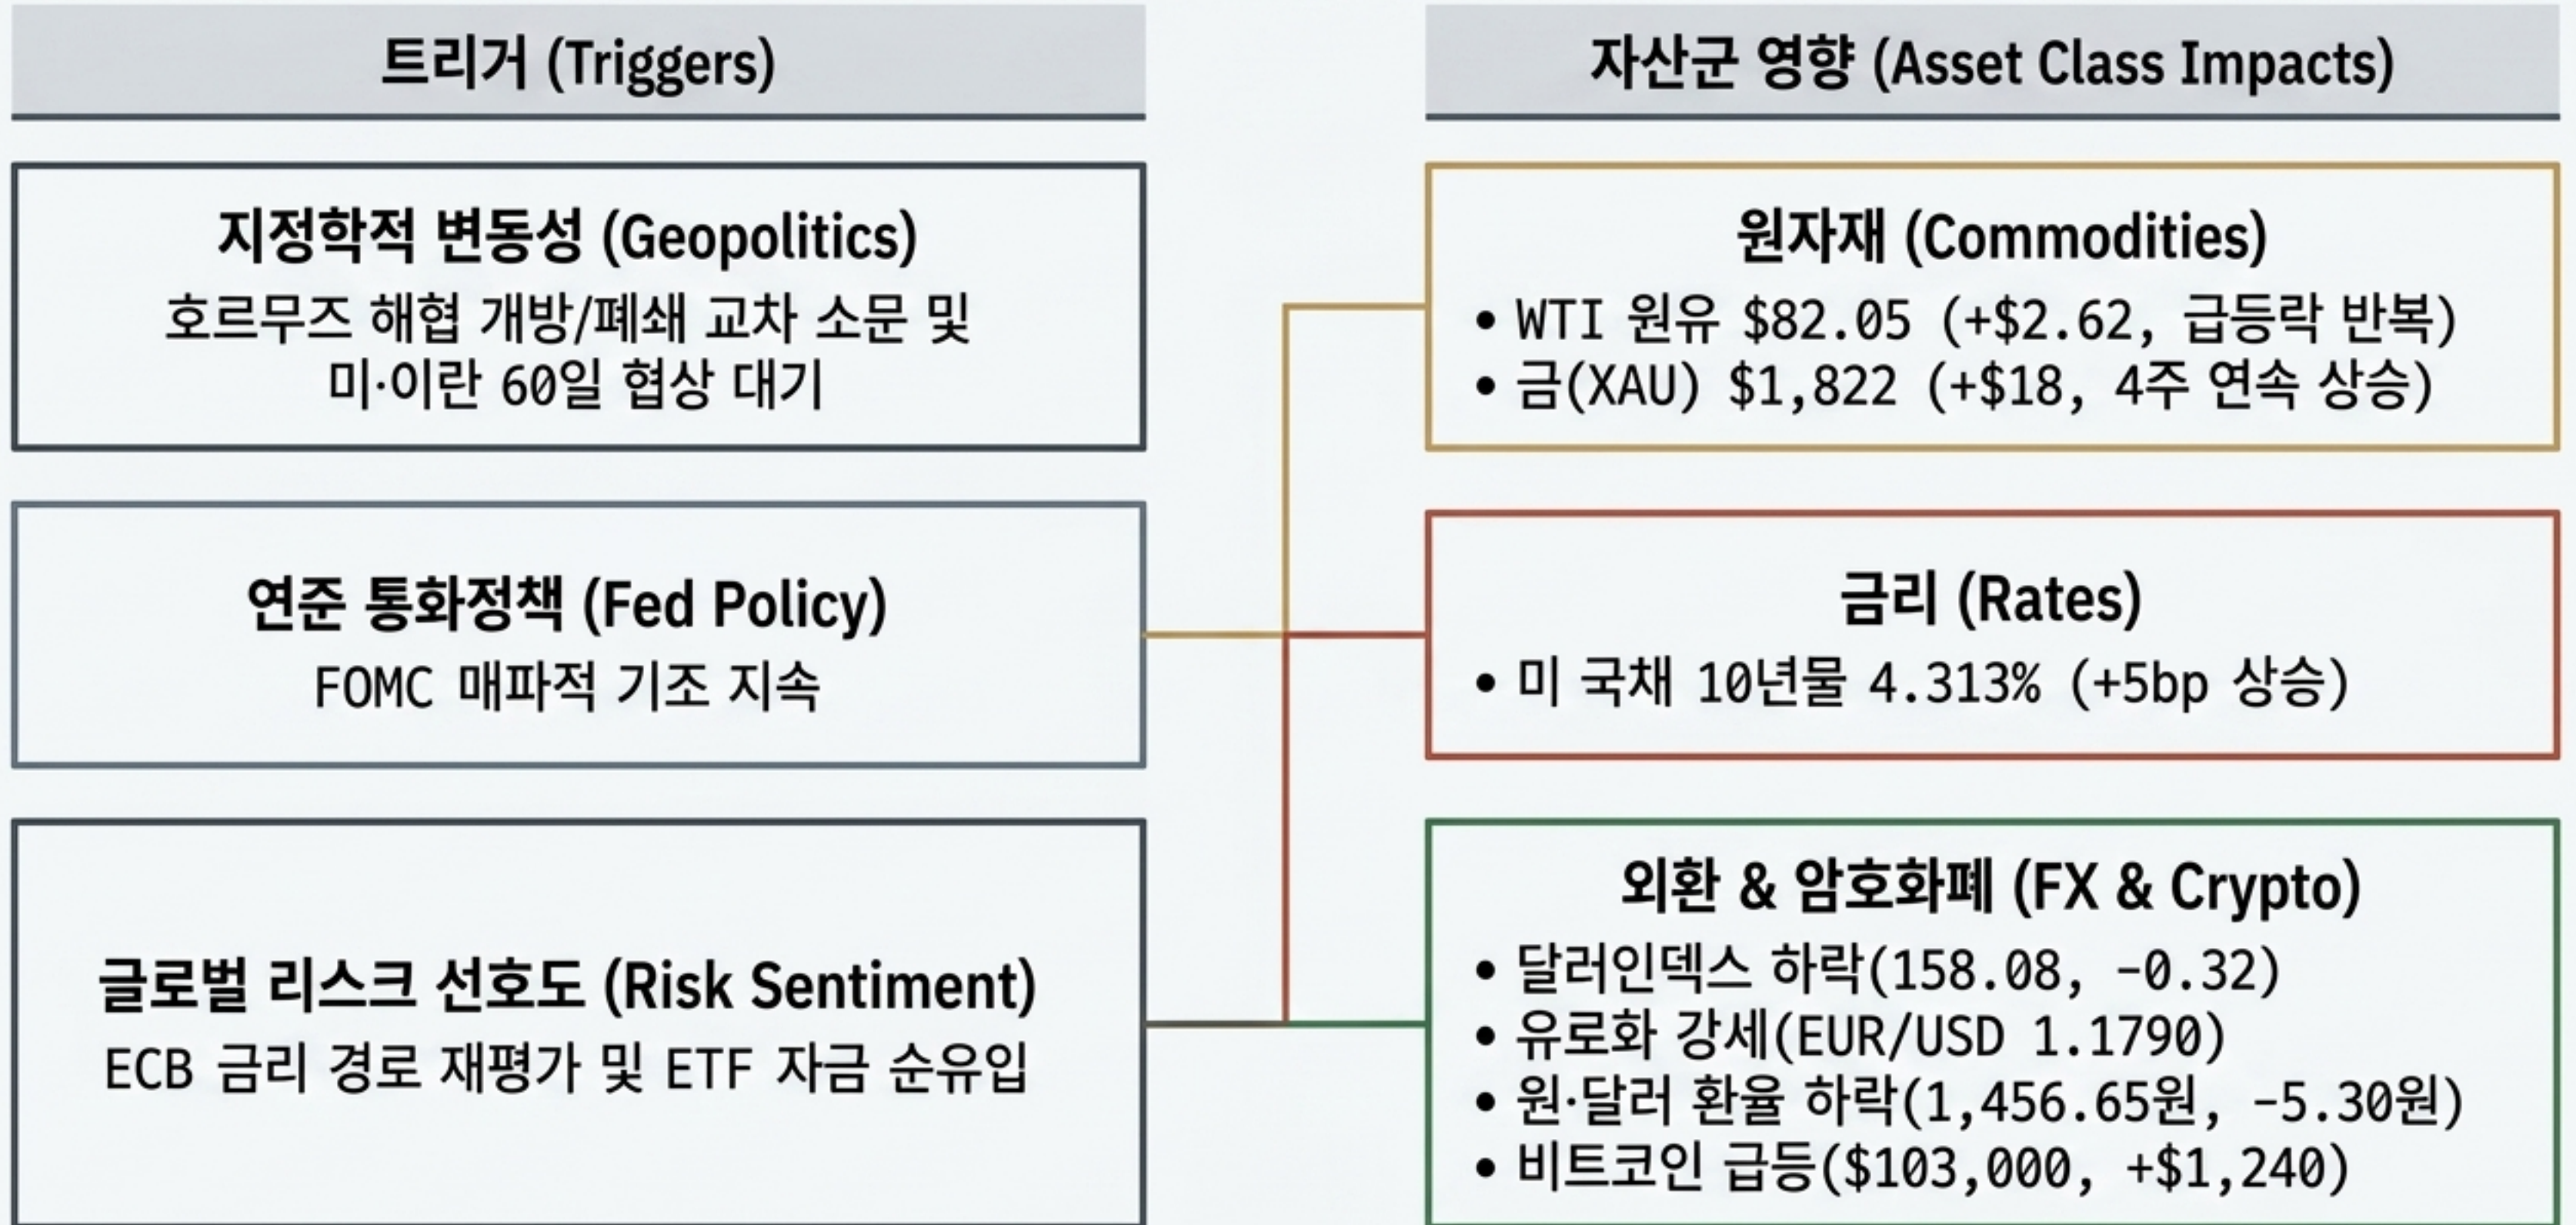 트리거 (Triggers)
지정학적 변동성 (Geopolitics)
호르무즈 해협 개방/폐쇄 교차 소문 및
미·이란 60일 협상 대기
연준 통화정책 (Fed Policy)
FOMC 매파적 기조 지속
글로벌 리스크 선호도 (Risk Sentiment)
ECB 금리 경로 재평가 및 ETF 자금 순유입
자산군 영향 (Asset Class Impacts)
원자재 (Commodities)
• WTI 원유 $82.05 (+$2.62, 급등락 반복)
• 금(XAU) $1,822 (+$18, 4주 연속 상승)
금리 (Rates)
• 미 국채 10년물 4.313% (+5bp 상승)
외환 & 암호화폐 (FX & Crypto)
• 달러인덱스 하락(158.08, -0.32)
• 유로화 강세(EUR/USD 1.1790)
• 원·달러 환율 하락(1,456.65원, -5.30원)
• 비트코인 급등($103,000, +$1,240)